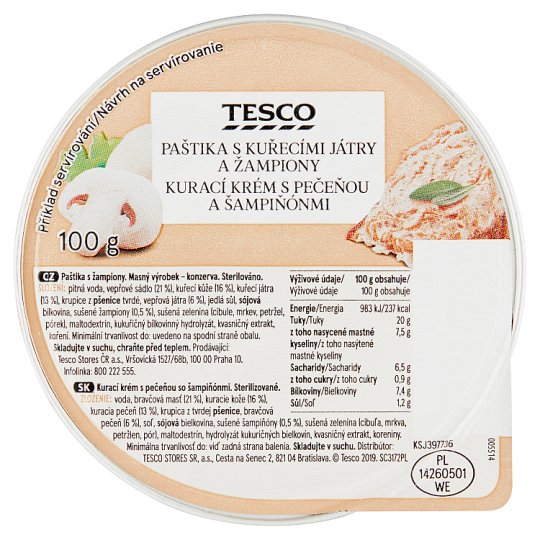 Příklad servírování/Návrh na servírovanie
TESCO
PAŠTIKA S KUŘECÍMI JÁTRY
A ŽAMPIONY
KURACÍ KRÉM S PEČEŇOU
A ŠAMPIŇÓNMI
100 g
CZ Paštika s žampiony. Masný výrobek – konzerva. Sterilováno.
SLOŽENÍ: pitná voda, vepřové sádlo (21 %), kuřecí kůže (16 %), kuřecí játra
(13 %), krupice z pšenice tvrdé, vepřová játra (6 %), jedlá sůl, sójová
bílkovina, sušené žampiony (0,5 %), sušená zelenina (cibule, mrkev, petržel,
pórek), maltodextrin, kukuřičný bílkovinný hydrolyzát, kvasničný extrakt,
koření. Minimální trvanlivost do: uvedeno na spodní straně obalu.
Skladujte v suchu, chraňte před teplem. Prodávající:
Tesco Stores ČR a.s., Vršovická 1527/68b, 100 00 Praha 10.
Infolinka: 800 222 555.
SK Kurací krém s pečeňou so šampiňónmi. Sterilizované.
ZLOŽENIE: voda, bravčová masť (21 %), kuracie kože (16 %),
kuracia pečeň (13 %), krupica z tvrdej pšenice, bravčová
pečeň (6 %), soľ, sójová bielkovina, sušené šampiňóny (0,5 %), sušená zelenina (cibuľa, mrkva,
petržlen, pór), maltodextrín, hydrolyzát kukuričných bielkovín, kvasničný extrakt, koreniny.
Minimálna trvanlivosť do: viď zadná strana balenia. Skladujte v suchu. Distribútor:
TESCO STORES SR, a.s., Cesta na Senec 2, 821 04 Bratislava. © Tesco 2019. SC3172PL
Výživové údaje/ 100 g obsahuje/
Výživové údaje 100 g obsahuje
Energie/Energia 983 kJ/237 kcal
Tuky/Tuky 20 g
z toho nasycené mastné 7,5 g
kyseliny/z toho nasýtené
mastné kyseliny
Sacharidy/Sacharidy 6,5 g
z toho cukry/z toho cukry 0,9 g
Bílkoviny/Bielkoviny 7,4 g
Sůl/Soľ 1,2 g
KSJ397736
005514
PL
14260501
WE